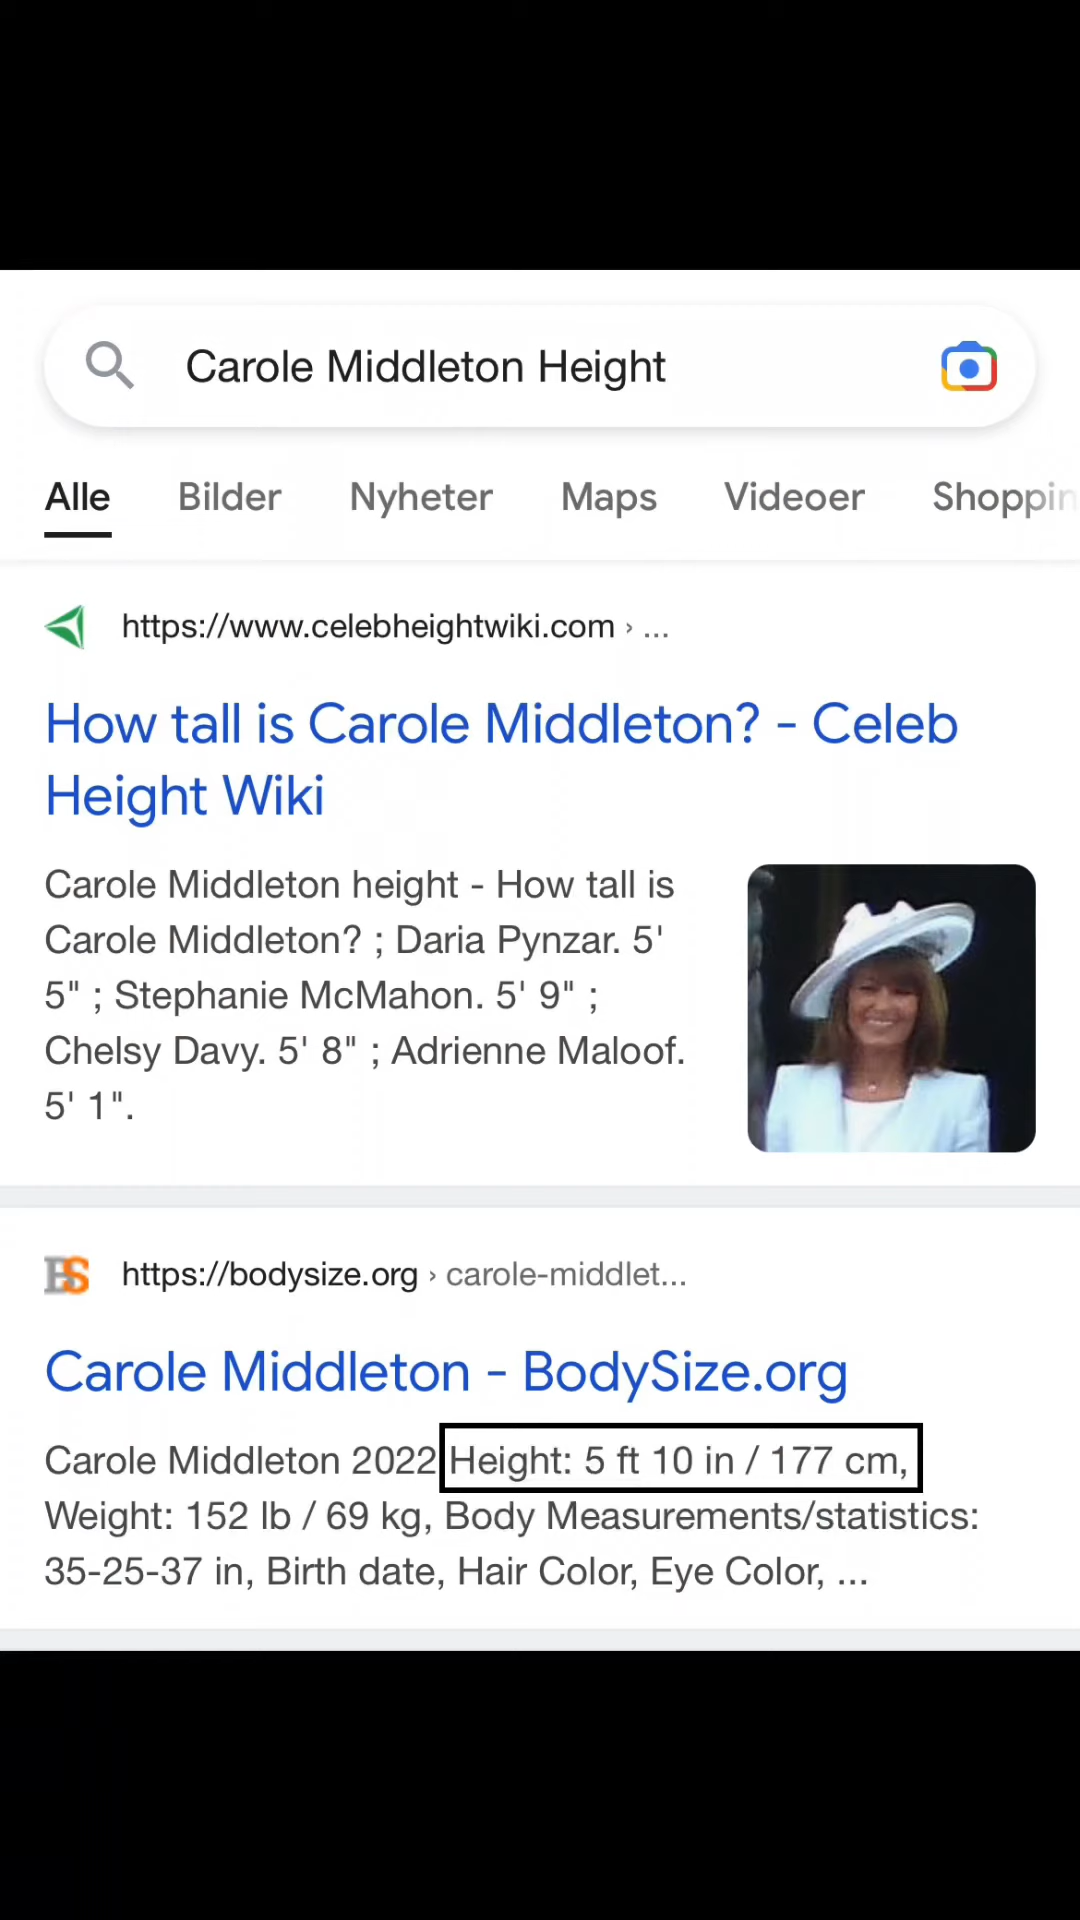 Carole Middleton Height
Alle Bilder Nyheter Maps Videoer Shoppin
https://www.celebheightwiki.com › ...
How tall is Carole Middleton? - Celeb
Height Wiki
Carole Middleton height - How tall is
Carole Middleton? ; Daria Pynzar. 5'
5" ; Stephanie McMahon. 5' 9" ;
Chelsy Davy. 5' 8" ; Adrienne Maloof.
5' 1".
BS https://bodysize.org › carole-middlet...
Carole Middleton - BodySize.org
Carole Middleton 2022 Height: 5 ft 10 in / 177 cm,
Weight: 152 lb / 69 kg, Body Measurements/statistics:
35-25-37 in, Birth date, Hair Color, Eye Color, ...